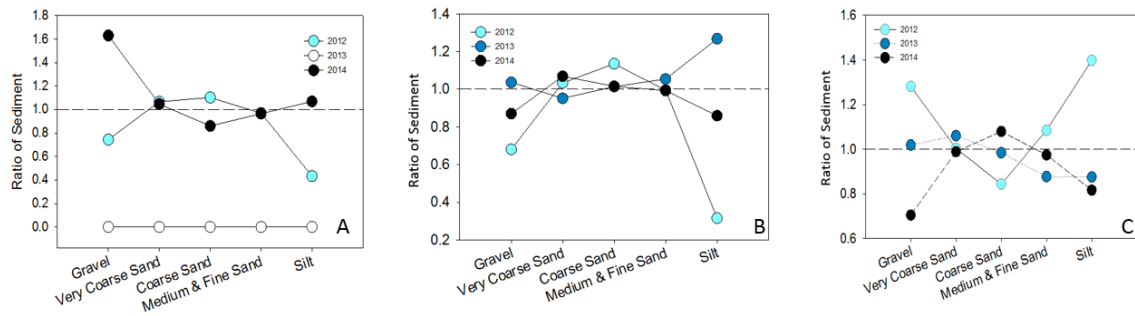 1.8
1.6
1.4
1.2
1.0
0.8
0.6
0.4
0.2
0.0
Ratio of Sediment
2012
2013
2014
Gravel
Very Coarse Sand
Coarse Sand
Medium & Fine Sand
Silt
A
1.4
1.2
1.0
0.8
0.6
0.4
0.2
Ratio of Sediment
2012
2013
2014
Gravel
Very Coarse Sand
Coarse Sand
Medium & Fine Sand
Silt
B
1.6
1.4
1.2
1.0
0.8
0.6
Ratio of Sediment
2012
2013
2014
Gravel
Very Coarse Sand
Coarse Sand
Medium & Fine Sand
Silt
C